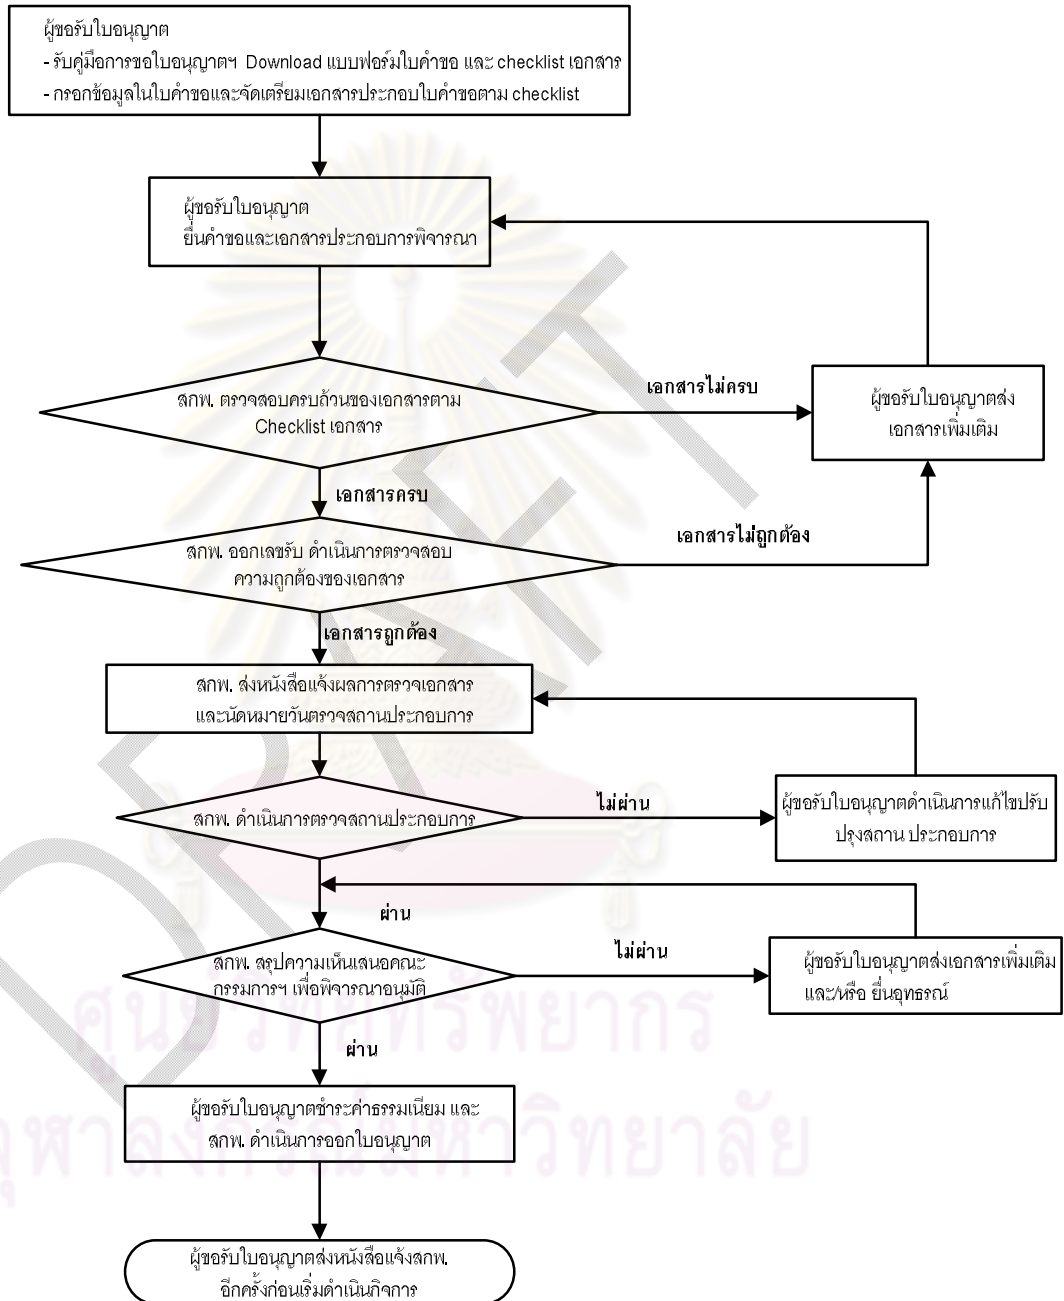 ผู้ขอรับใบอนุญาต
- รับคู่มือการขอใบอนุญาตฯ Download แบบฟอร์มใบคำขอ และ checklist เอกสาร
- กรอกข้อมูลในใบคำขอและจัดเตรียมเอกสารประกอบใบคำขอตาม checklist
ผู้ขอรับใบอนุญาต
ยื่นคำขอและเอกสารประกอบการพิจารณา
สกพ. ตรวจสอบครบถ้วนของเอกสารตาม
Checklist เอกสาร
เอกสารไม่ครบ
ผู้ขอรับใบอนุญาตส่ง
เอกสารเพิ่มเติม
เอกสารครบ
สกพ. ออกเลขรับ ดำเนินการตรวจสอบ
ความถูกต้องของเอกสาร
เอกสารไม่ถูกต้อง
เอกสารถูกต้อง
สกพ. ส่งหนังสือแจ้งผลการตรวจเอกสาร
และนัดหมายวันตรวจสถานประกอบการ
สกพ. ดำเนินการตรวจสถานประกอบการ
ไม่ผ่าน
ผู้ขอรับใบอนุญาตดำเนินการแก้ไขปรับ
ปรุงสถาน ประกอบการ
ผ่าน
สกพ. สรุปความเห็นเสนอคณะ
กรรมการฯ เพื่อพิจารณาอนุมัติ
ไม่ผ่าน
ผู้ขอรับใบอนุญาตส่งเอกสารเพิ่มเติม
และ/หรือ ยื่นอุทธรณ์
ผ่าน
ผู้ขอรับใบอนุญาตชำระค่าธรรมเนียม และ
สกพ. ดำเนินการออกใบอนุญาต
ผู้ขอรับใบอนุญาตส่งหนังสือแจ้งสกพ.
อีกครั้งก่อนเริ่มดำเนินกิจการ
DRAFT
ศูนย์วิทยทรัพยากร
จุฬาลงกรณ์มหาวิทยาลัย